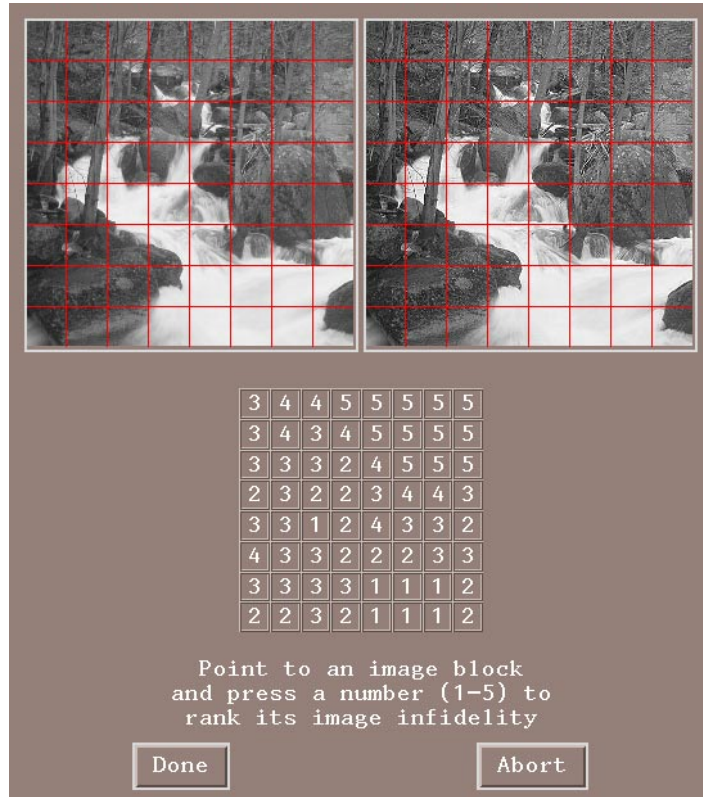 3 4 4 5 5 5 5 5
3 4 3 4 5 5 5 5
3 3 3 2 4 5 5 5
2 3 2 2 3 4 4 3
3 3 1 2 4 3 3 2
4 3 3 2 2 2 3 3
3 3 3 3 1 1 1 2
2 2 3 2 1 1 1 2
Point to an image block
and press a number (1-5) to
rank its image infidelity
Done Abort